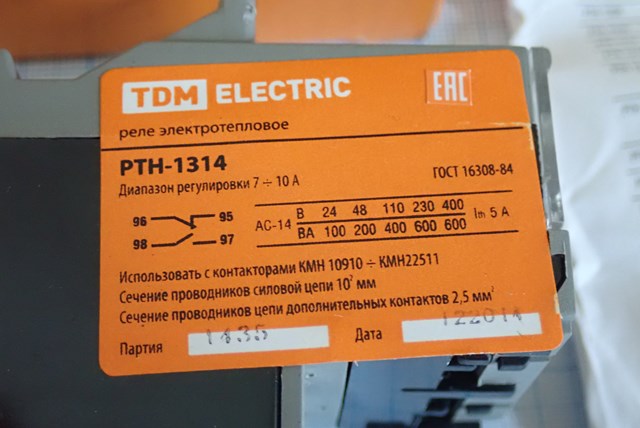 TDM ELECTRIC
EAC
реле электротепловое
РТН-1314
ГОСТ 16308-84
Диапазон регулировки 7 ÷ 10 А
96 95
98 97
АС-14
В 24 48 110 230 400
ВА 100 200 400 600 600
Im 5 А
Использовать с контакторами КМН 10910 ÷ КМН22511
Сечение проводников силовой цепи 10² мм
Сечение проводников цепи дополнительных контактов 2,5 мм²
Партия 1435
Дата 122014